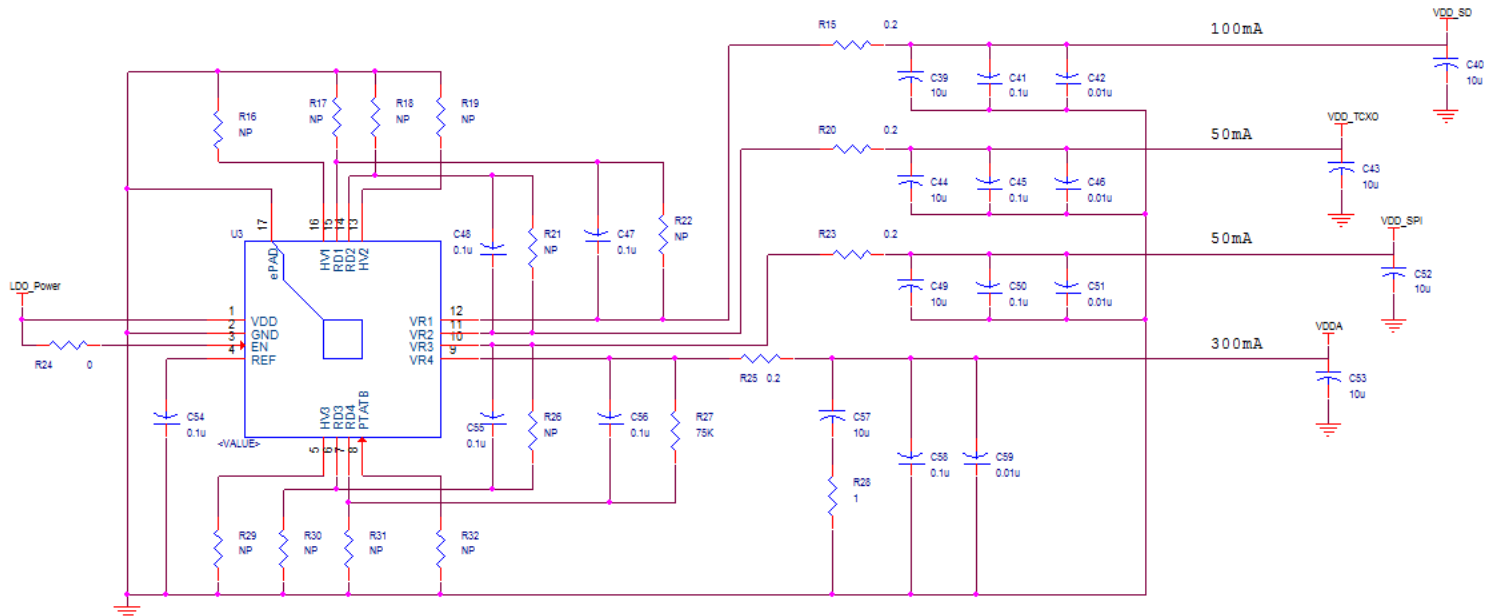 VDD_SD
R15 0.2
100mA
C39
10u
C41
0.1u
C42
0.01u
C40
10u
R16
NP
R17
NP
R18
NP
R19
NP
VDD_TCXO
R20 0.2
50mA
C44
10u
C45
0.1u
C46
0.01u
C43
10u
17
16
15
14
13
U3
ePAD
HV1
RD1
RD2
HV2
C48
0.1u
R21
NP
C47
0.1u
R22
NP
VDD_SPI
R23 0.2
50mA
C49
10u
C50
0.1u
C51
0.01u
C52
10u
LDO_Power
1 VDD
2 GND
3 EN
4 REF
VR1 12
VR2 11
VR3 10
VR4 9
R24 0
VDDA
300mA
R25 0.2
C53
10u
C54
0.1u
<VALUE>
HV3
RD3
RD4
PTATB
5
6
7
8
C55
0.1u
R26
NP
C56
0.1u
R27
75K
C57
10u
C58
0.1u
C59
0.01u
R28
1
R29
NP
R30
NP
R31
NP
R32
NP